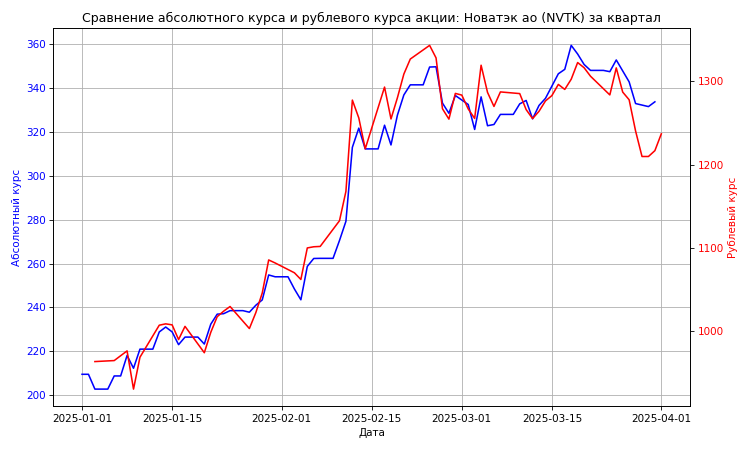 Сравнение абсолютного курса и рублевого курса акции: Новатэк ао (NVTK) за квартал
360
340
320
300
280
260
240
220
200
Абсолютный курс
1300
1200
1100
1000
Рублевый курс
2025-01-01 2025-01-15 2025-02-01 2025-02-15 2025-03-01 2025-03-15 2025-04-01
Дата